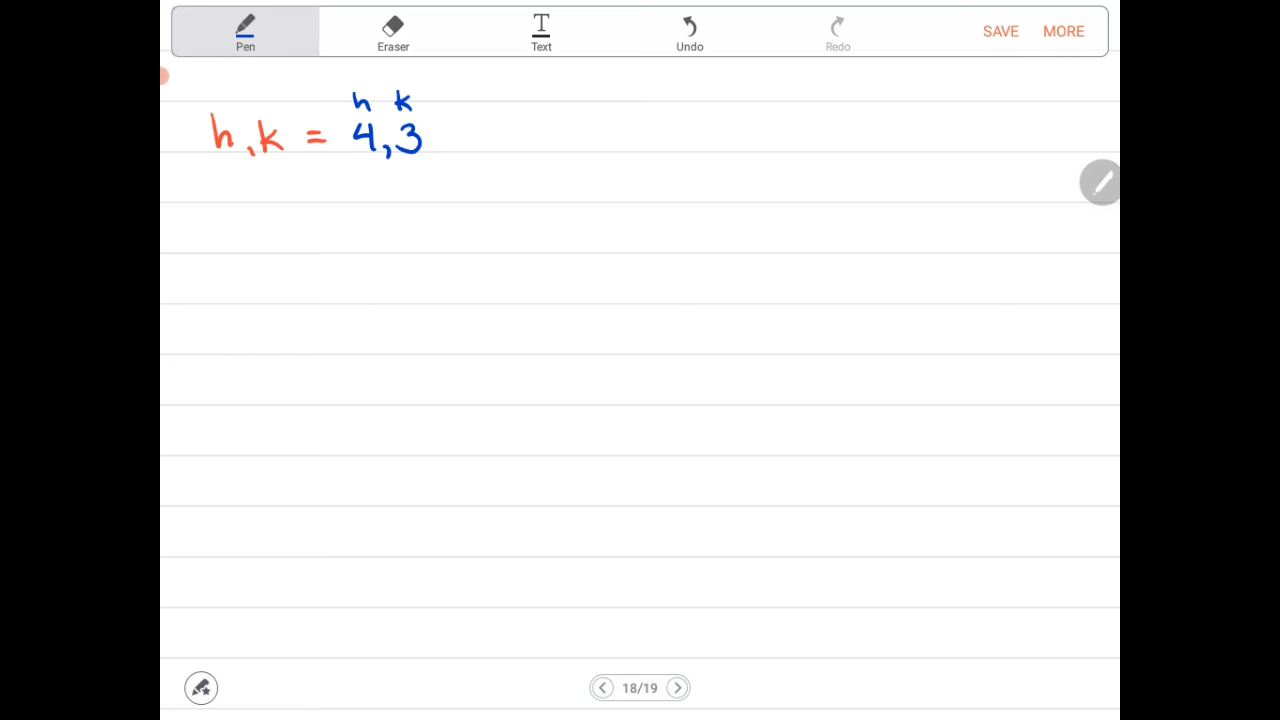 Pen Eraser Text Undo Redo SAVE MORE
h k
h, k = 4, 3
18/19